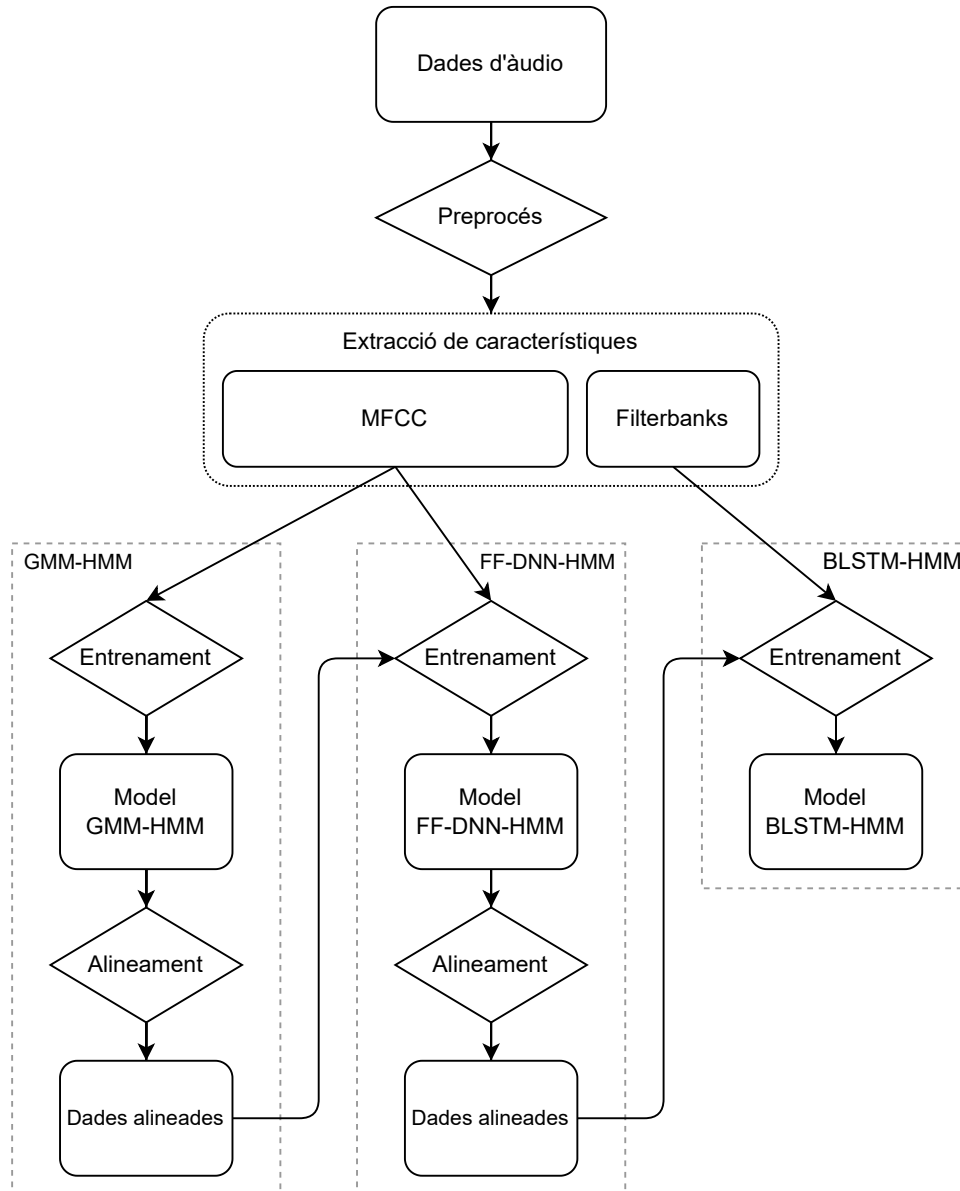 Dades d'àudio
Preprocés
Extracció de característiques
MFCC
Filterbanks
GMM-HMM
FF-DNN-HMM
BLSTM-HMM
Entrenament
Entrenament
Entrenament
Model
GMM-HMM
Model
FF-DNN-HMM
Model
BLSTM-HMM
Alineament
Alineament
Dades alineades
Dades alineades